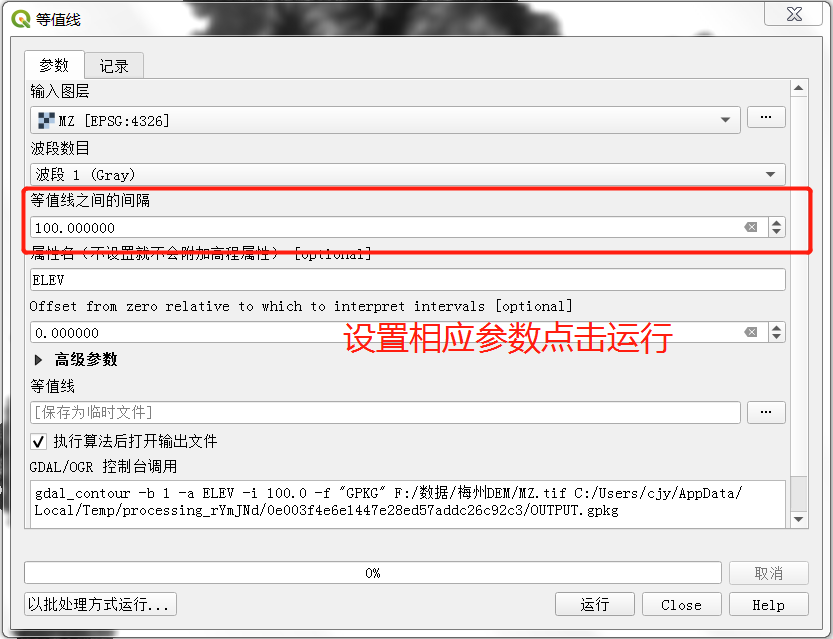 等值线
参数
记录
输入图层
MZ [EPSG:4326]
...
波段数目
波段 1 (Gray)
等值线之间的间隔
100.000000
属性名（不设置就不会附加高程属性） [optional]
ELEV
Offset from zero relative to which to interpret intervals [optional]
0.000000
设置相应参数点击运行
高级参数
等值线
[保存为临时文件]
...
执行算法后打开输出文件
GDAL/OGR 控制台调用
gdal_contour -b 1 -a ELEV -i 100.0 -f "GPKG" F:/数据/梅州DEM/MZ.tif C:/Users/cjy/AppData/
Local/Temp/processing_rYmJNd/0e003f4e6e1447e28ed57addc26c92c3/OUTPUT.gpkg
0%
取消
以批处理方式运行...
运行
Close
Help